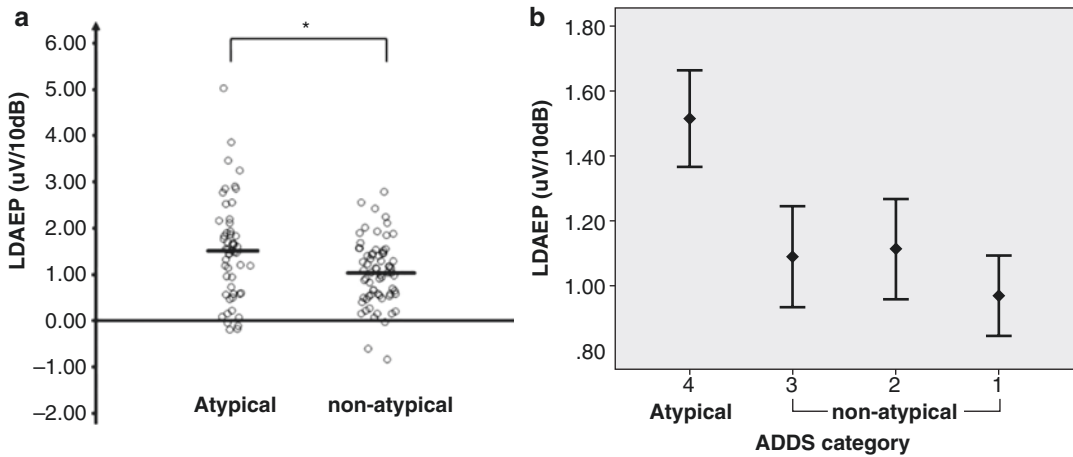 a
*
LDAEP (uV/10dB)
6.00
5.00
4.00
3.00
2.00
1.00
0.00
–1.00
–2.00
Atypical
non-atypical
b
LDAEP (uV/10dB)
1.80
1.60
1.40
1.20
1.00
.80
4 3 2 1
Atypical non-atypical
ADDS category